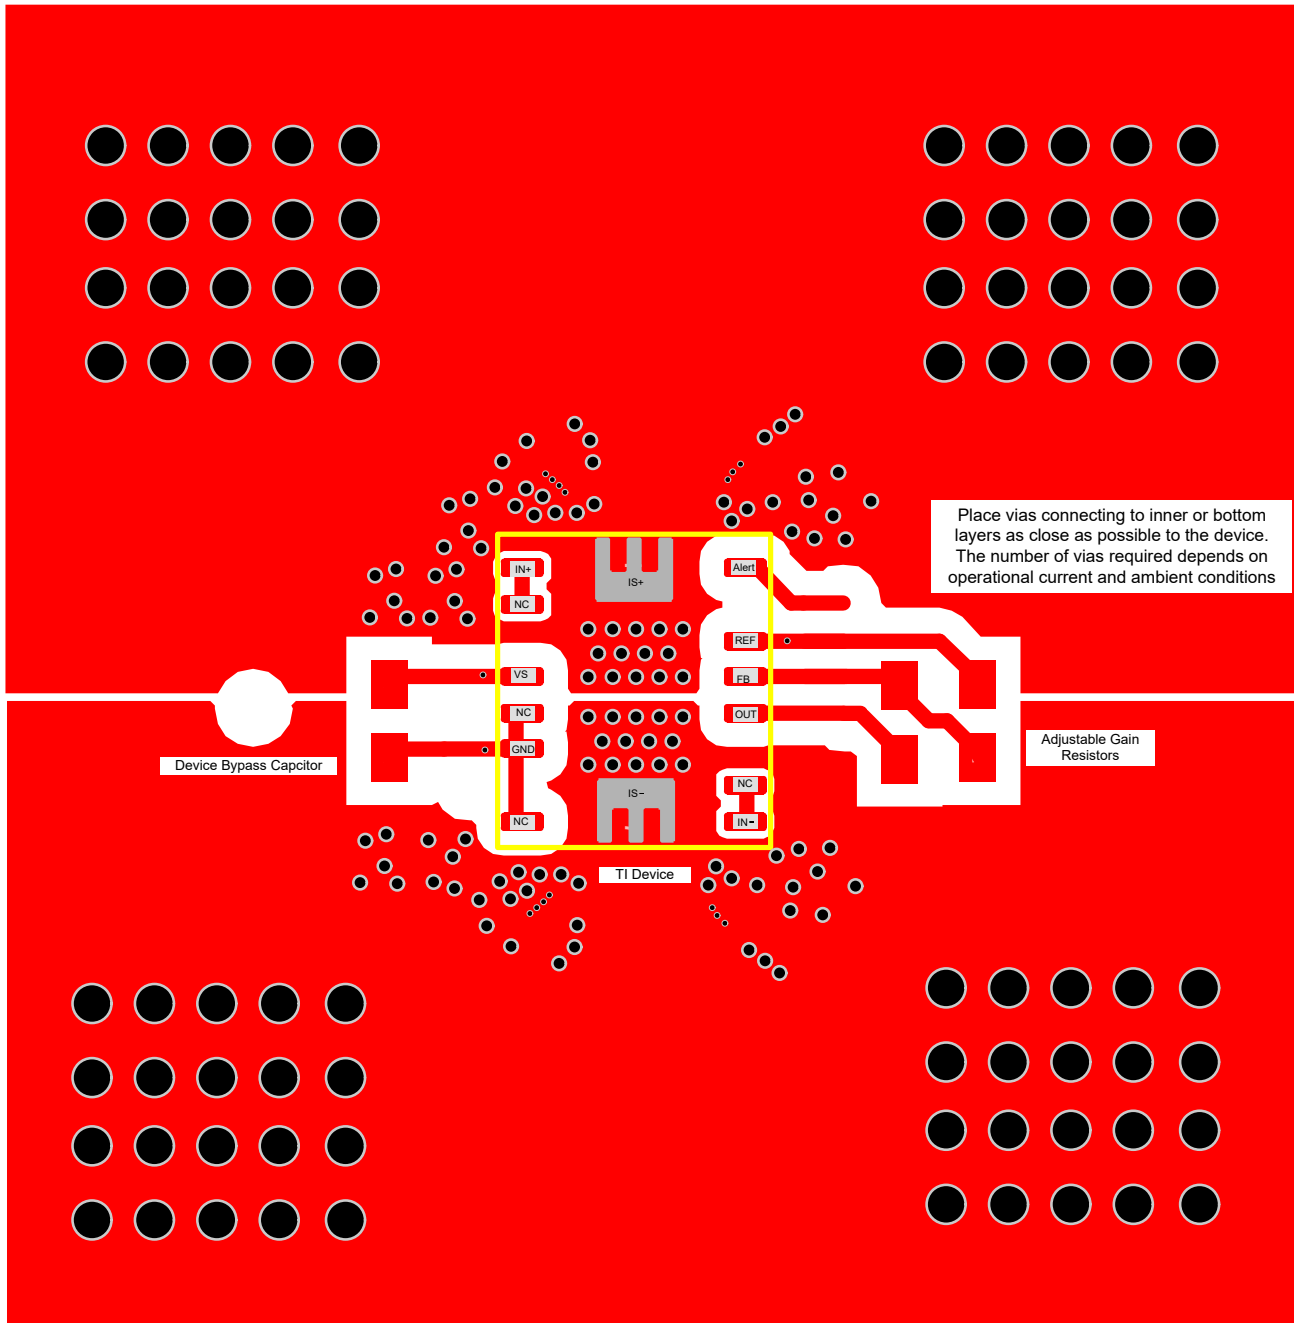 Place vias connecting to inner or bottom
layers as close as possible to the device.
The number of vias required depends on
operational current and ambient conditions
IN+
IS+
Alert
NC
REF
VS
FB
NC
OUT
GND
Adjustable Gain
Resistors
Device Bypass Capcitor
NC
IS−
NC
IN−
TI Device